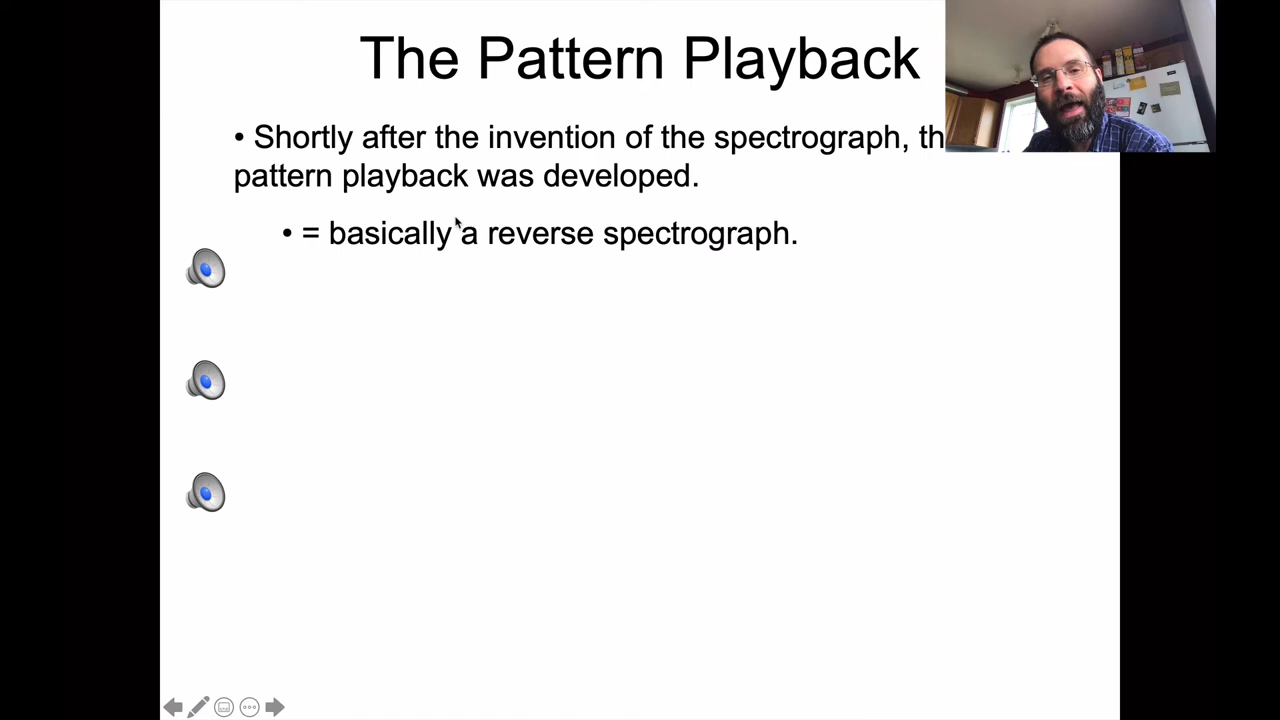 The Pattern Playback
• Shortly after the invention of the spectrograph, th
pattern playback was developed.
• = basically a reverse spectrograph.